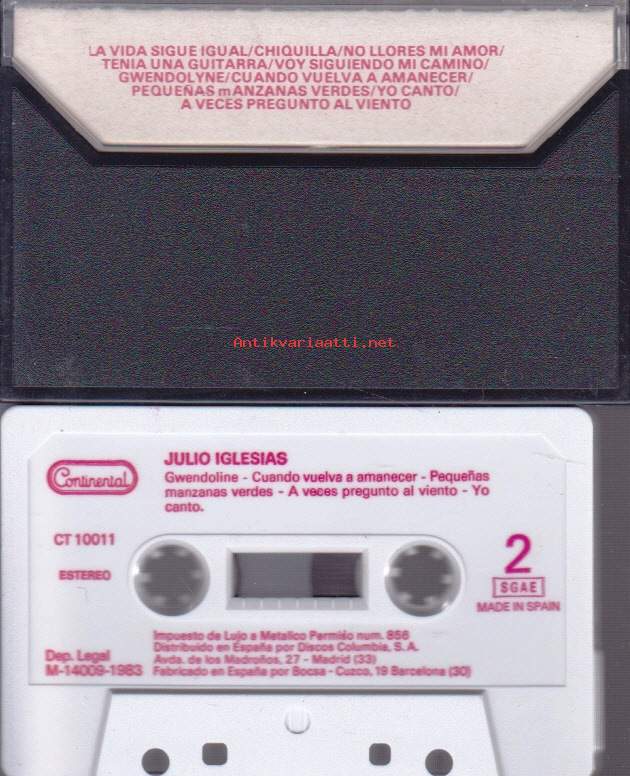 LA VIDA SIGUE IGUAL/CHIQUILLA/NO LLORES MI AMOR/
TENIA UNA GUITARRA/VOY SIGUIENDO MI CAMINO/
GWENDOLYNE/CUANDO VUELVA A AMANECER/
PEQUEÑAS mANZANAS VERDES/YO CANTO/
A VECES PREGUNTO AL VIENTO
Antikvariaatti.net
Continental
JULIO IGLESIAS
Gwendoline - Cuando vuelva a amanecer - Pequeñas
manzanas verdes - A veces pregunto al viento - Yo
canto.
CT 10011
ESTEREO
2
SGAE
MADE IN SPAIN
Impuesto de Lujo a Metalico Permiso num. 856
Distribuido en España por Discos Columbia, S.A.
Avda. de los Madroños, 27 - Madrid (33)
Fabricado en España por Bocsa - Cuzco, 19 Barcelona (30)
Dep. Legal
M-14009-1983